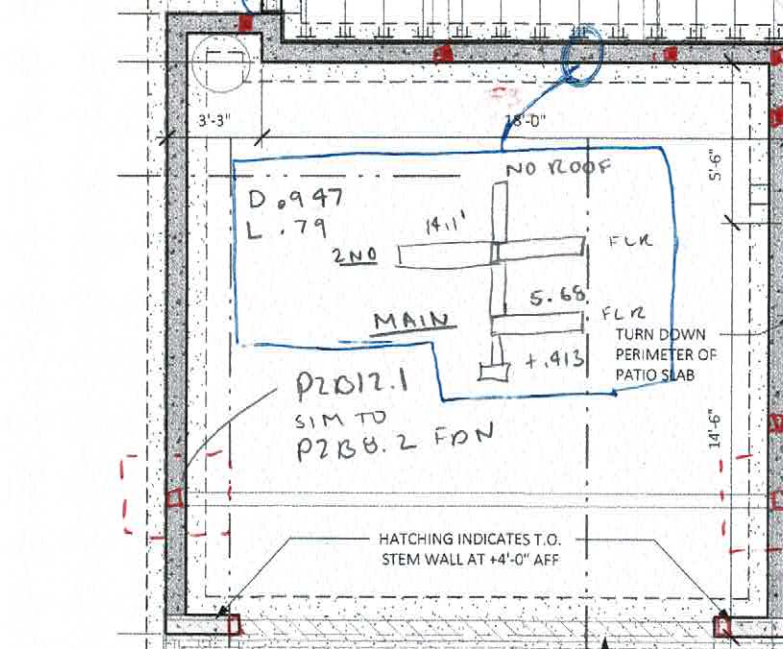 3'-3"
18'-0"
5'-6"
NO ROOF
D .947
L .79
14.1'
2ND
FLR
5.68
MAIN
FLR
+.413
TURN DOWN
PERIMETER OF
PATIO SLAB
P2B12.1
SIM TO
P2B8.2 FDN
14'-6"
HATCHING INDICATES T.O.
STEM WALL AT +4'-0" AFF